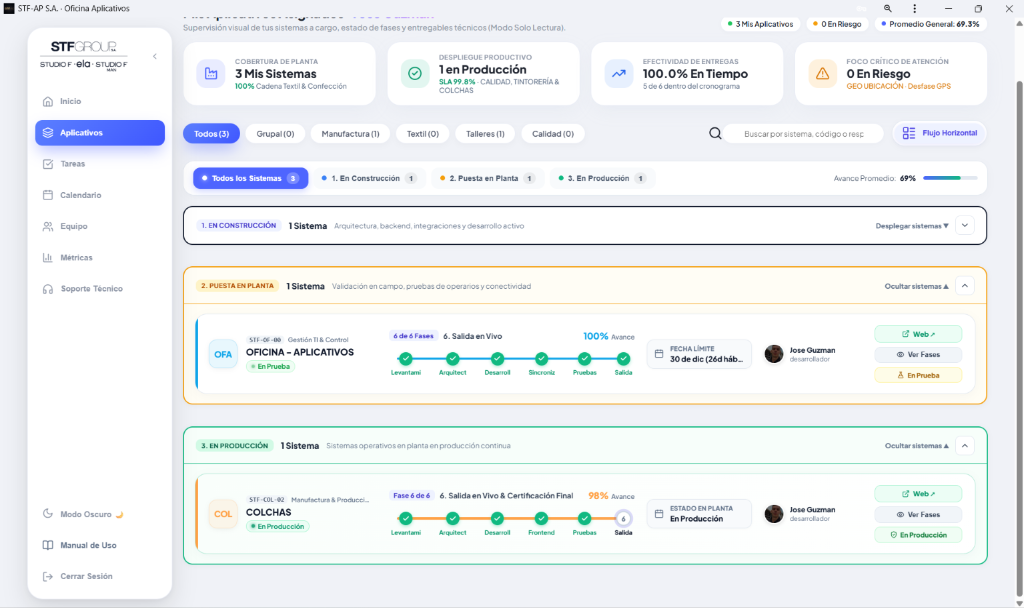 STF-AP S.A. - Oficina Aplicativos
STFGROUP S.A.
STUDIO F · ela · STUDIO F MAN
Inicio
Aplicativos
Tareas
Calendario
Equipo
Métricas
Soporte Técnico
Modo Oscuro 🌙
Manual de Uso
Cerrar Sesión
Supervisión visual de tus sistemas a cargo, estado de fases y entregables técnicos (Modo Solo Lectura).
3 Mis Aplicativos
0 En Riesgo
Promedio General: 69.3%
COBERTURA DE PLANTA
3 Mis Sistemas
100% Cadena Textil & Confección
DESPLIEGUE PRODUCTIVO
1 en Producción
SLA 99.8% · CALIDAD, TINTORERÍA &
COLCHAS
EFECTIVIDAD DE ENTREGAS
100.0% En Tiempo
5 de 6 dentro del cronograma
FOCO CRÍTICO DE ATENCIÓN
0 En Riesgo
GEO UBICACIÓN · Desfase GPS
Todos (3)
Grupal (0)
Manufactura (1)
Textil (0)
Talleres (1)
Calidad (0)
Buscar por sistema, código o resp
Flujo Horizontal
Todos los Sistemas 3
1. En Construcción 1
2. Puesta en Planta 1
3. En Producción 1
Avance Promedio: 69%
1. EN CONSTRUCCIÓN
1 Sistema
Arquitectura, backend, integraciones y desarrollo activo
Desplegar sistemas ▼
2. PUESTA EN PLANTA
1 Sistema
Validación en campo, pruebas de operarios y conectividad
Ocultar sistemas ▲
OFA
STF-OF-00 Gestión TI & Control
OFICINA - APLICATIVOS
En Prueba
6 de 6 Fases
6. Salida en Vivo
100% Avance
Levantami
Arquitect
Desarroll
Sincroniz
Pruebas
Salida
FECHA LÍMITE
30 de dic (26d háb...
Jose Guzman
desarrollador
Web ↗
Ver Fases
En Prueba
3. EN PRODUCCIÓN
1 Sistema
Sistemas operativos en planta en producción continua
Ocultar sistemas ▲
COL
STF-COL-02 Manufactura & Producci...
COLCHAS
En Producción
Fase 6 de 6
6. Salida en Vivo & Certificación Final
98% Avance
6
Levantami
Arquitect
Desarroll
Frontend
Pruebas
Salida
ESTADO EN PLANTA
En Producción
Jose Guzman
desarrollador
Web ↗
Ver Fases
En Producción